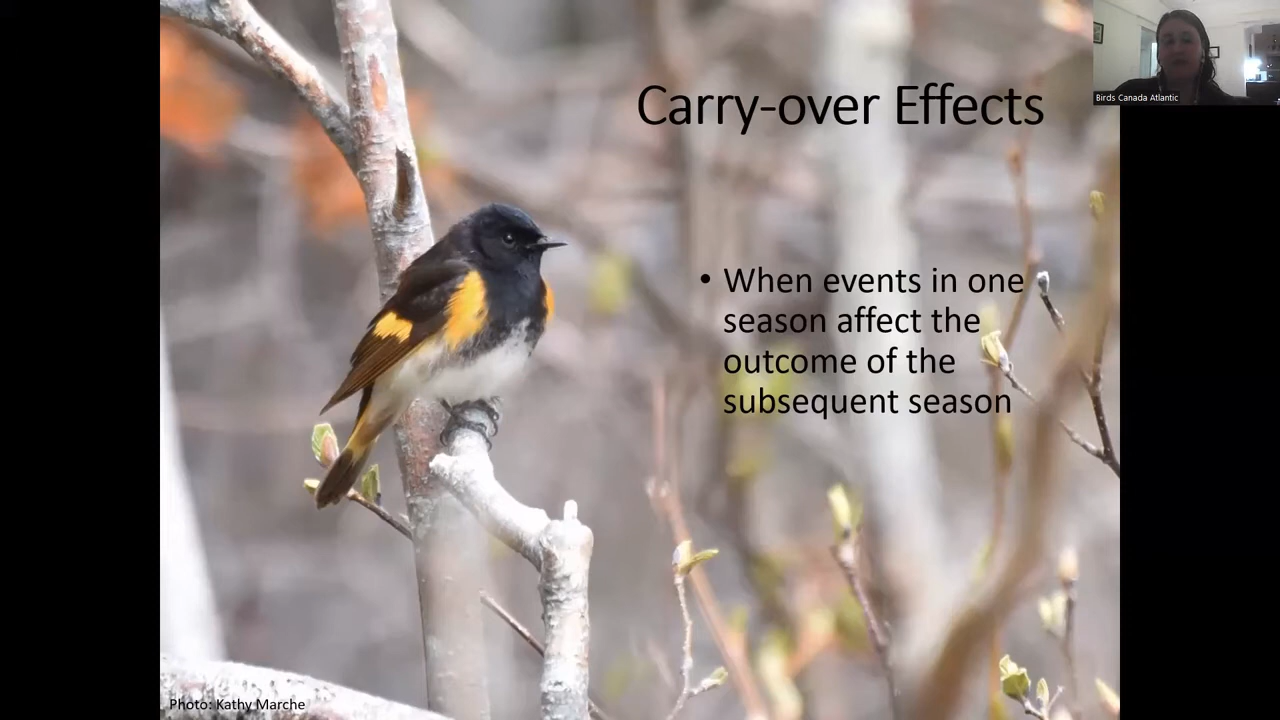 Carry-over Effects
Birds Canada Atlantic
• When events in one
season affect the
outcome of the
subsequent season
Photo: Kathy Marche